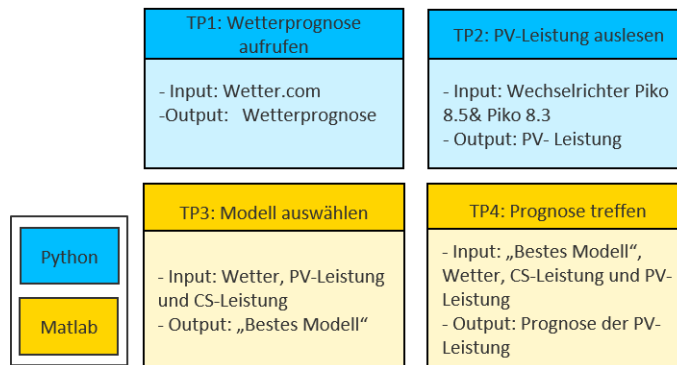 TP1: Wetterprognose
aufrufen
- Input: Wetter.com
-Output: Wetterprognose
TP2: PV-Leistung auslesen
- Input: Wechselrichter Piko
8.5& Piko 8.3
- Output: PV- Leistung
TP3: Modell auswählen
- Input: Wetter, PV-Leistung
und CS-Leistung
- Output: „Bestes Modell“
TP4: Prognose treffen
- Input: „Bestes Modell“,
Wetter, CS-Leistung und PV-
Leistung
- Output: Prognose der PV-
Leistung
Python
Matlab